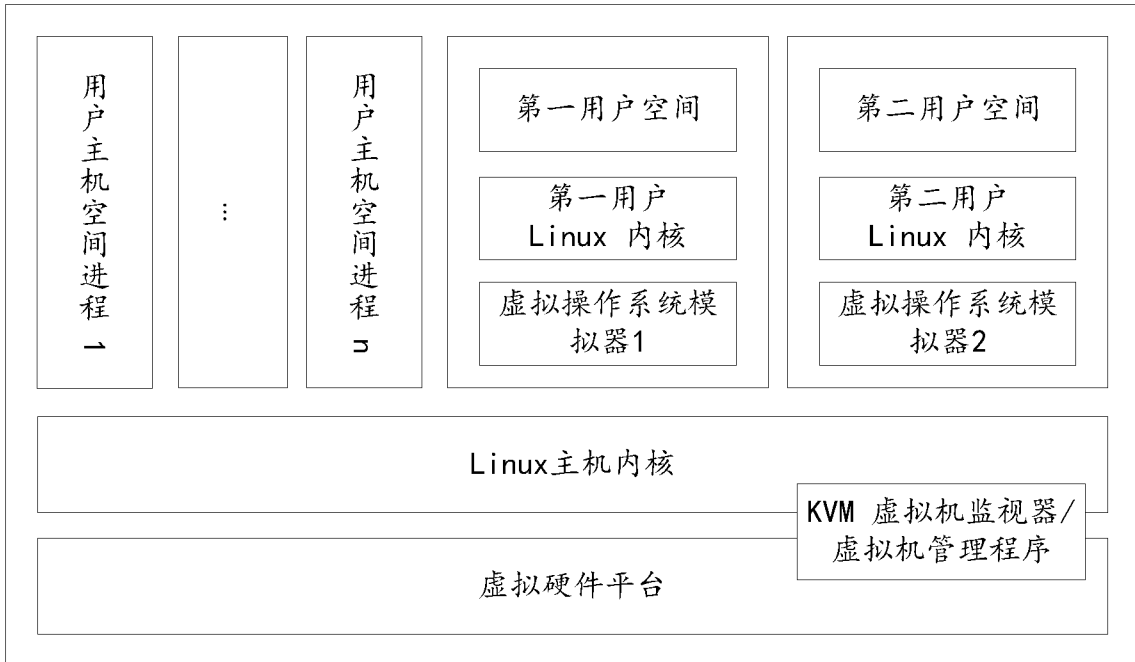 用户主机空间进程 1
...
用户主机空间进程 n
第一用户空间
第一用户
Linux 内核
虚拟操作系统模
拟器1
第二用户空间
第二用户
Linux 内核
虚拟操作系统模
拟器2
Linux主机内核
KVM 虚拟机监视器/
虚拟机管理程序
虚拟硬件平台